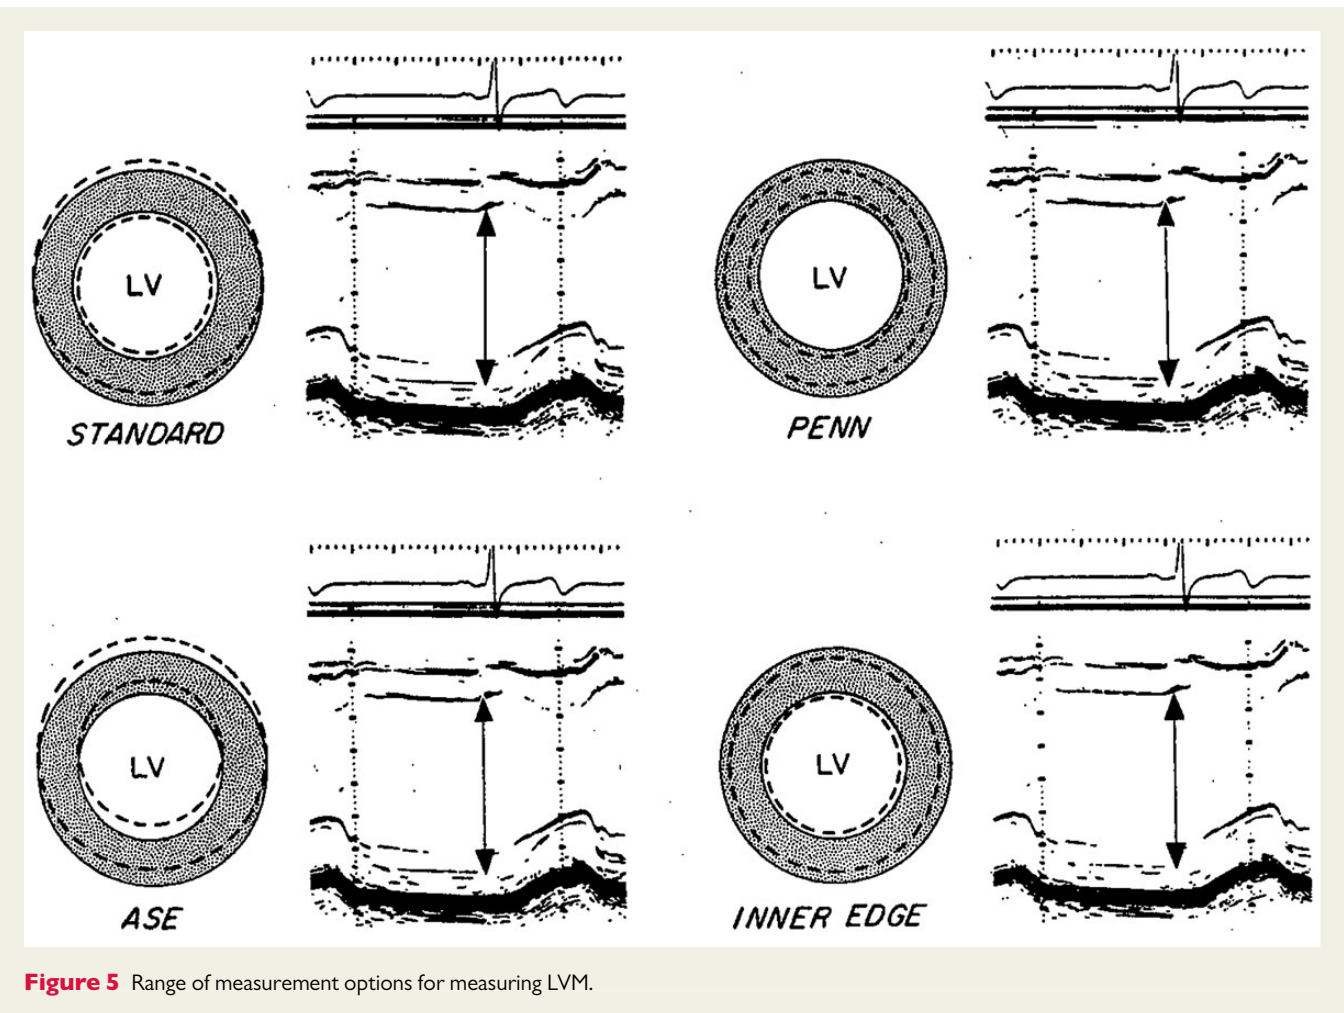 LV
STANDARD
LV
PENN
LV
ASE
LV
INNER EDGE
Figure 5 Range of measurement options for measuring LVM.